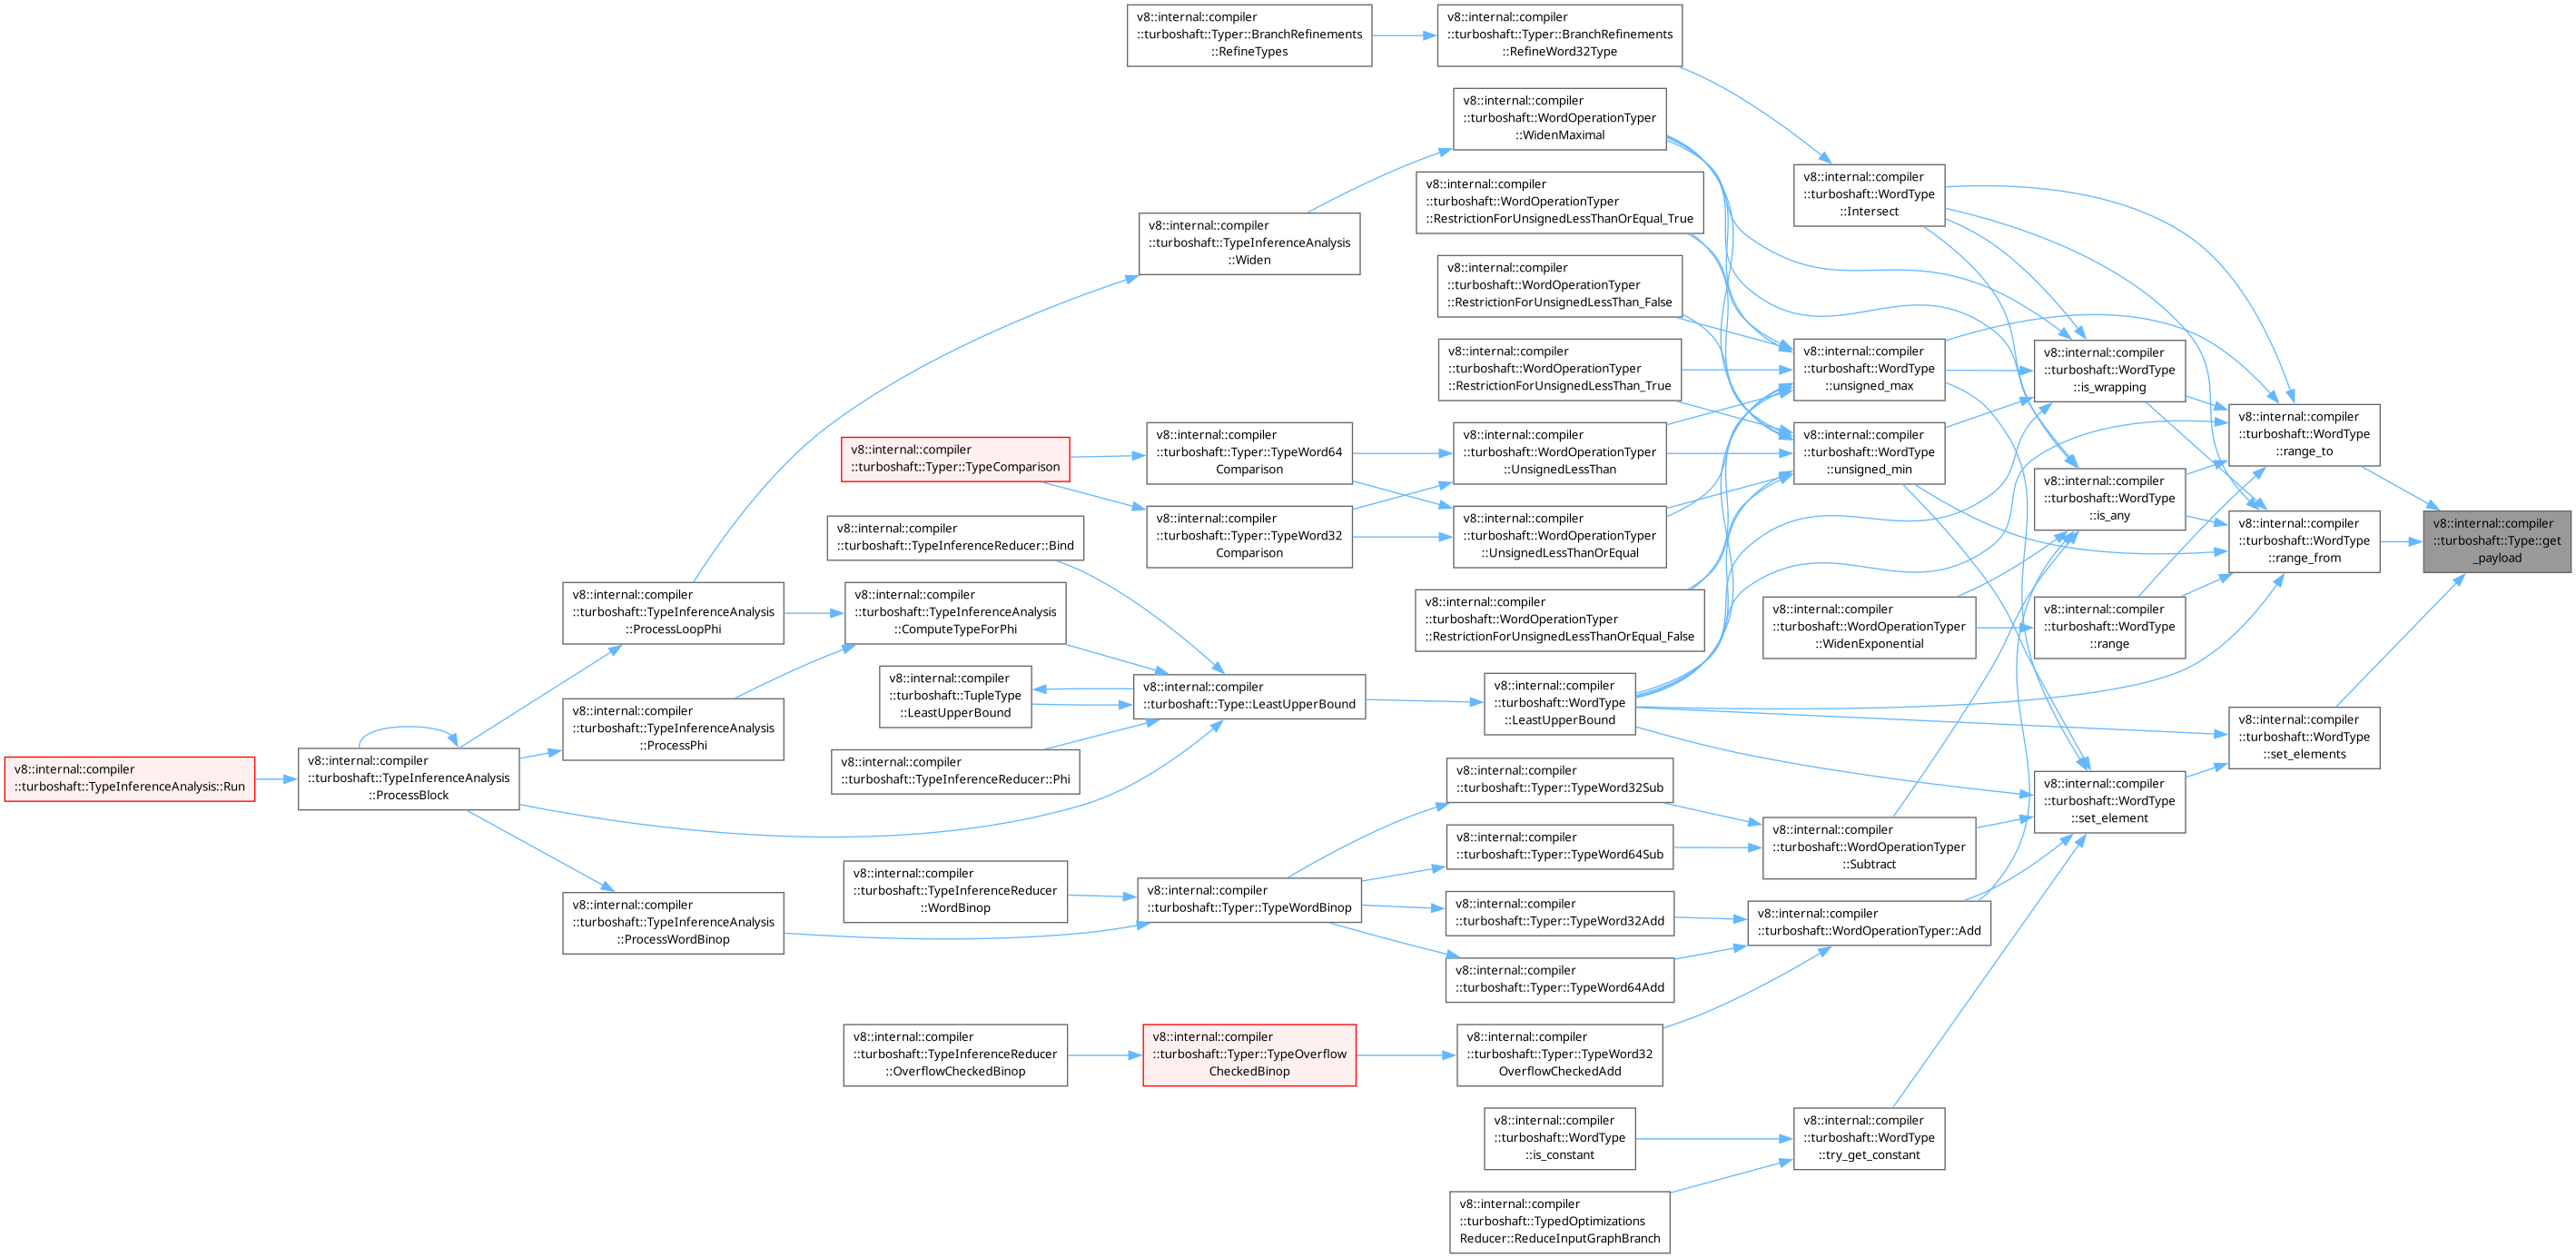 v8::internal::compiler
::turboshaft::Typer::BranchRefinements
::RefineTypes
v8::internal::compiler
::turboshaft::Typer::BranchRefinements
::RefineWord32Type
v8::internal::compiler
::turboshaft::WordOperationTyper
::WidenMaximal
v8::internal::compiler
::turboshaft::WordType
::Intersect
v8::internal::compiler
::turboshaft::WordOperationTyper
::RestrictionForUnsignedLessThanOrEqual_True
v8::internal::compiler
::turboshaft::TypeInferenceAnalysis
::Widen
v8::internal::compiler
::turboshaft::WordOperationTyper
::RestrictionForUnsignedLessThan_False
v8::internal::compiler
::turboshaft::WordOperationTyper
::RestrictionForUnsignedLessThan_True
v8::internal::compiler
::turboshaft::WordType
::unsigned_max
v8::internal::compiler
::turboshaft::WordType
::is_wrapping
v8::internal::compiler
::turboshaft::WordType
::range_to
v8::internal::compiler
::turboshaft::Typer::TypeComparison
v8::internal::compiler
::turboshaft::Typer::TypeWord64
Comparison
v8::internal::compiler
::turboshaft::WordOperationTyper
::UnsignedLessThan
v8::internal::compiler
::turboshaft::WordType
::unsigned_min
v8::internal::compiler
::turboshaft::WordType
::is_any
v8::internal::compiler
::turboshaft::WordType
::range_from
v8::internal::compiler
::turboshaft::Type::get
_payload
v8::internal::compiler
::turboshaft::TypeInferenceReducer::Bind
v8::internal::compiler
::turboshaft::Typer::TypeWord32
Comparison
v8::internal::compiler
::turboshaft::WordOperationTyper
::UnsignedLessThanOrEqual
v8::internal::compiler
::turboshaft::TypeInferenceAnalysis
::ProcessLoopPhi
v8::internal::compiler
::turboshaft::TypeInferenceAnalysis
::ComputeTypeForPhi
v8::internal::compiler
::turboshaft::WordOperationTyper
::RestrictionForUnsignedLessThanOrEqual_False
v8::internal::compiler
::turboshaft::WordOperationTyper
::WidenExponential
v8::internal::compiler
::turboshaft::WordType
::range
v8::internal::compiler
::turboshaft::TupleType
::LeastUpperBound
v8::internal::compiler
::turboshaft::Type::LeastUpperBound
v8::internal::compiler
::turboshaft::WordType
::LeastUpperBound
v8::internal::compiler
::turboshaft::TypeInferenceAnalysis
::ProcessPhi
v8::internal::compiler
::turboshaft::WordType
::set_elements
v8::internal::compiler
::turboshaft::TypeInferenceAnalysis::Run
v8::internal::compiler
::turboshaft::TypeInferenceAnalysis
::ProcessBlock
v8::internal::compiler
::turboshaft::TypeInferenceReducer::Phi
v8::internal::compiler
::turboshaft::Typer::TypeWord32Sub
v8::internal::compiler
::turboshaft::WordType
::set_element
v8::internal::compiler
::turboshaft::Typer::TypeWord64Sub
v8::internal::compiler
::turboshaft::WordOperationTyper
::Subtract
v8::internal::compiler
::turboshaft::TypeInferenceReducer
::WordBinop
v8::internal::compiler
::turboshaft::Typer::TypeWordBinop
v8::internal::compiler
::turboshaft::Typer::TypeWord32Add
v8::internal::compiler
::turboshaft::WordOperationTyper::Add
v8::internal::compiler
::turboshaft::TypeInferenceAnalysis
::ProcessWordBinop
v8::internal::compiler
::turboshaft::Typer::TypeWord64Add
v8::internal::compiler
::turboshaft::TypeInferenceReducer
::OverflowCheckedBinop
v8::internal::compiler
::turboshaft::Typer::TypeOverflow
CheckedBinop
v8::internal::compiler
::turboshaft::Typer::TypeWord32
OverflowCheckedAdd
v8::internal::compiler
::turboshaft::WordType
::is_constant
v8::internal::compiler
::turboshaft::WordType
::try_get_constant
v8::internal::compiler
::turboshaft::TypedOptimizations
Reducer::ReduceInputGraphBranch